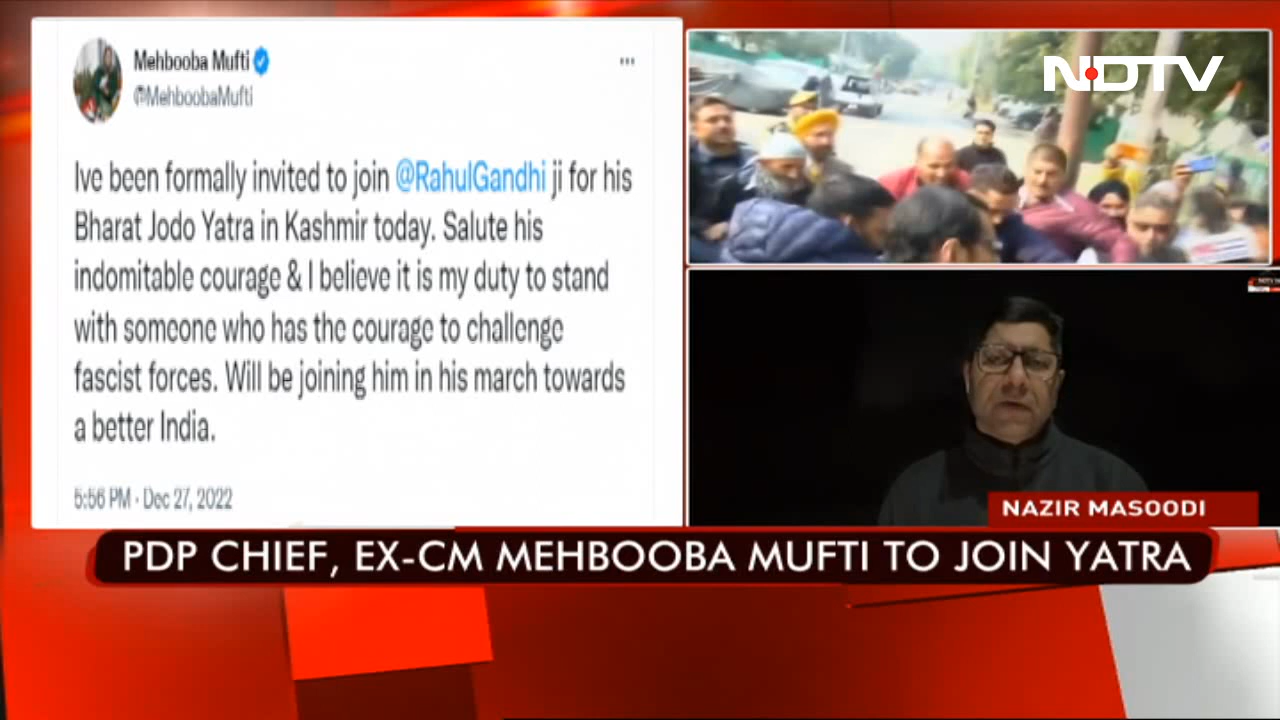 Mehbooba Mufti
@MehboobaMufti
Ive been formally invited to join @RahulGandhi ji for his
Bharat Jodo Yatra in Kashmir today. Salute his
indomitable courage & I believe it is my duty to stand
with someone who has the courage to challenge
fascist forces. Will be joining him in his march towards
a better India.
5:56 PM · Dec 27, 2022
NDTV
NAZIR MASOODI
PDP CHIEF, EX-CM MEHBOOBA MUFTI TO JOIN YATRA